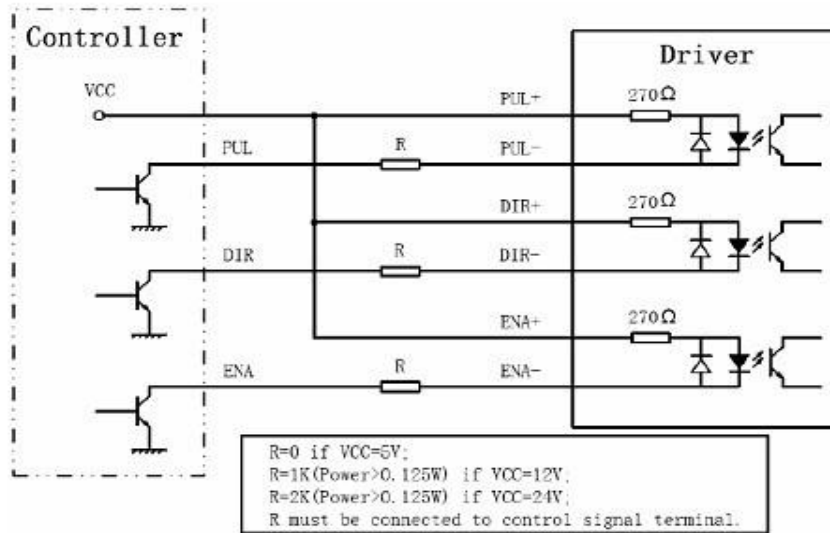 Controller
Driver
VCC
PUL+
270Ω
PUL
R
PUL-
DIR+
270Ω
DIR
R
DIR-
ENA+
270Ω
ENA
R
ENA-
R=0 if VCC=5V;
R=1K(Power>0.125W) if VCC=12V;
R=2K(Power>0.125W) if VCC=24V;
R must be connected to control signal terminal.